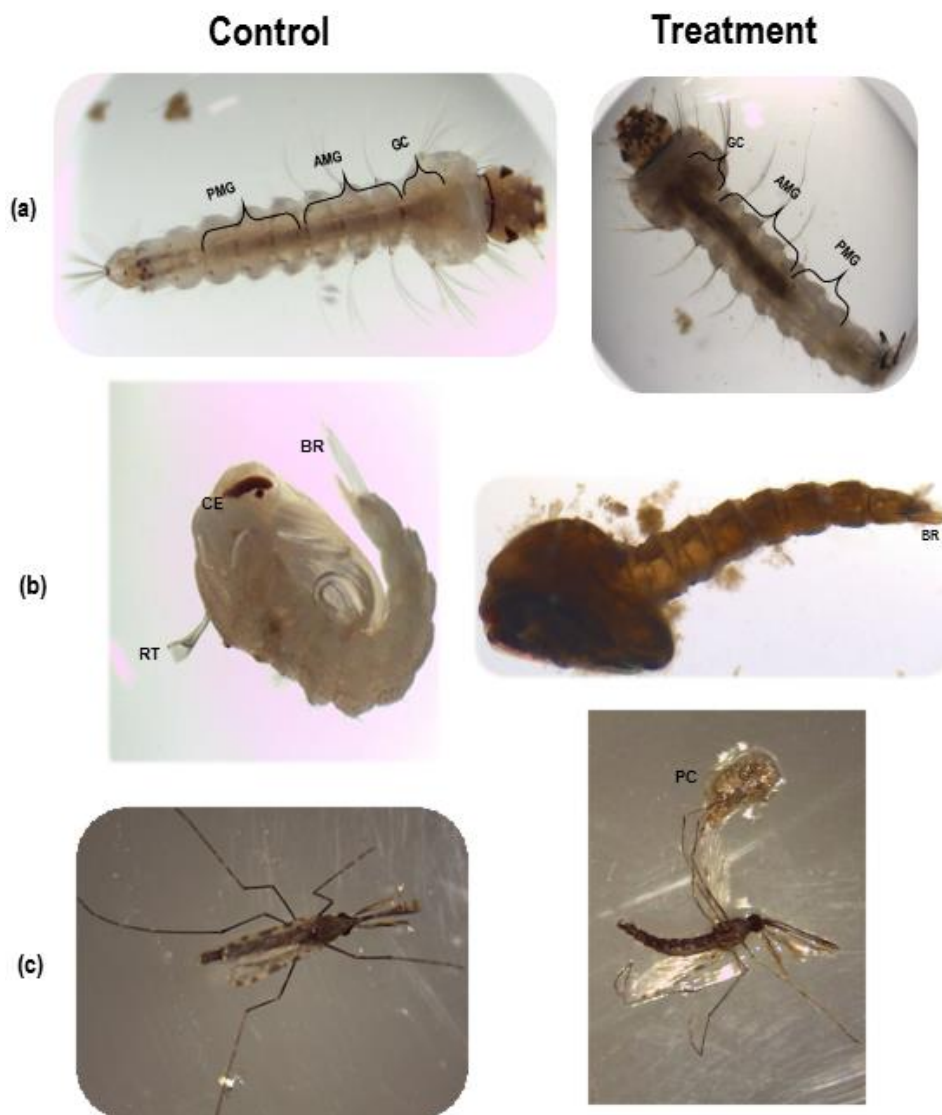 Control
Treatment
(a)
PMG
AMG
GC
GC
AMG
PMG
(b)
CE
BR
RT
BR
(c)
PC